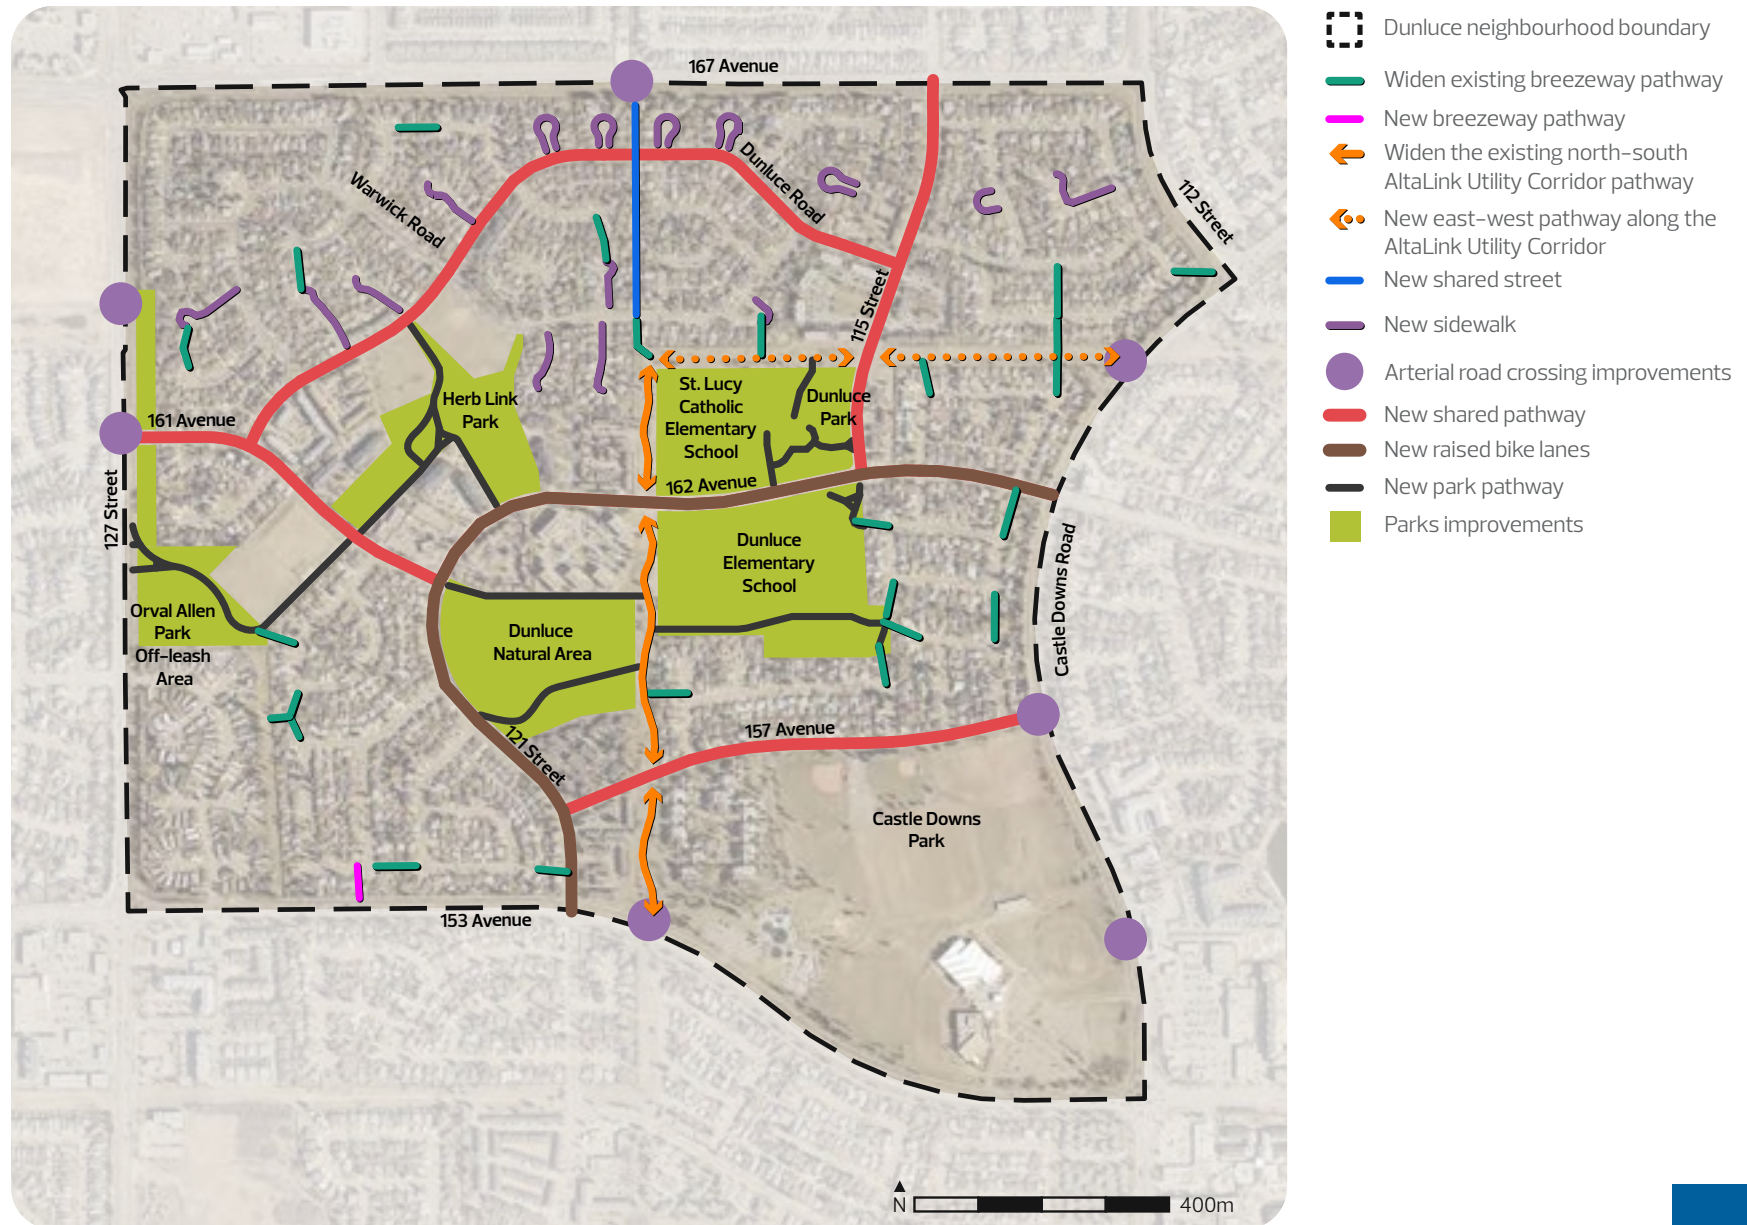 167 Avenue
Dunluce Road
Warwick Road
112 Street
115 Street
161 Avenue
127 Street
Herb Link
Park
St. Lucy
Catholic
Elementary
School
Dunluce
Park
162 Avenue
Dunluce
Elementary
School
Castle Downs Road
Orval Allen
Park
Off-leash
Area
Dunluce
Natural Area
121 Street
157 Avenue
Castle Downs
Park
153 Avenue
N
400m
Dunluce neighbourhood boundary
Widen existing breezeway pathway
New breezeway pathway
Widen the existing north-south
AltaLink Utility Corridor pathway
New east-west pathway along the
AltaLink Utility Corridor
New shared street
New sidewalk
Arterial road crossing improvements
New shared pathway
New raised bike lanes
New park pathway
Parks improvements